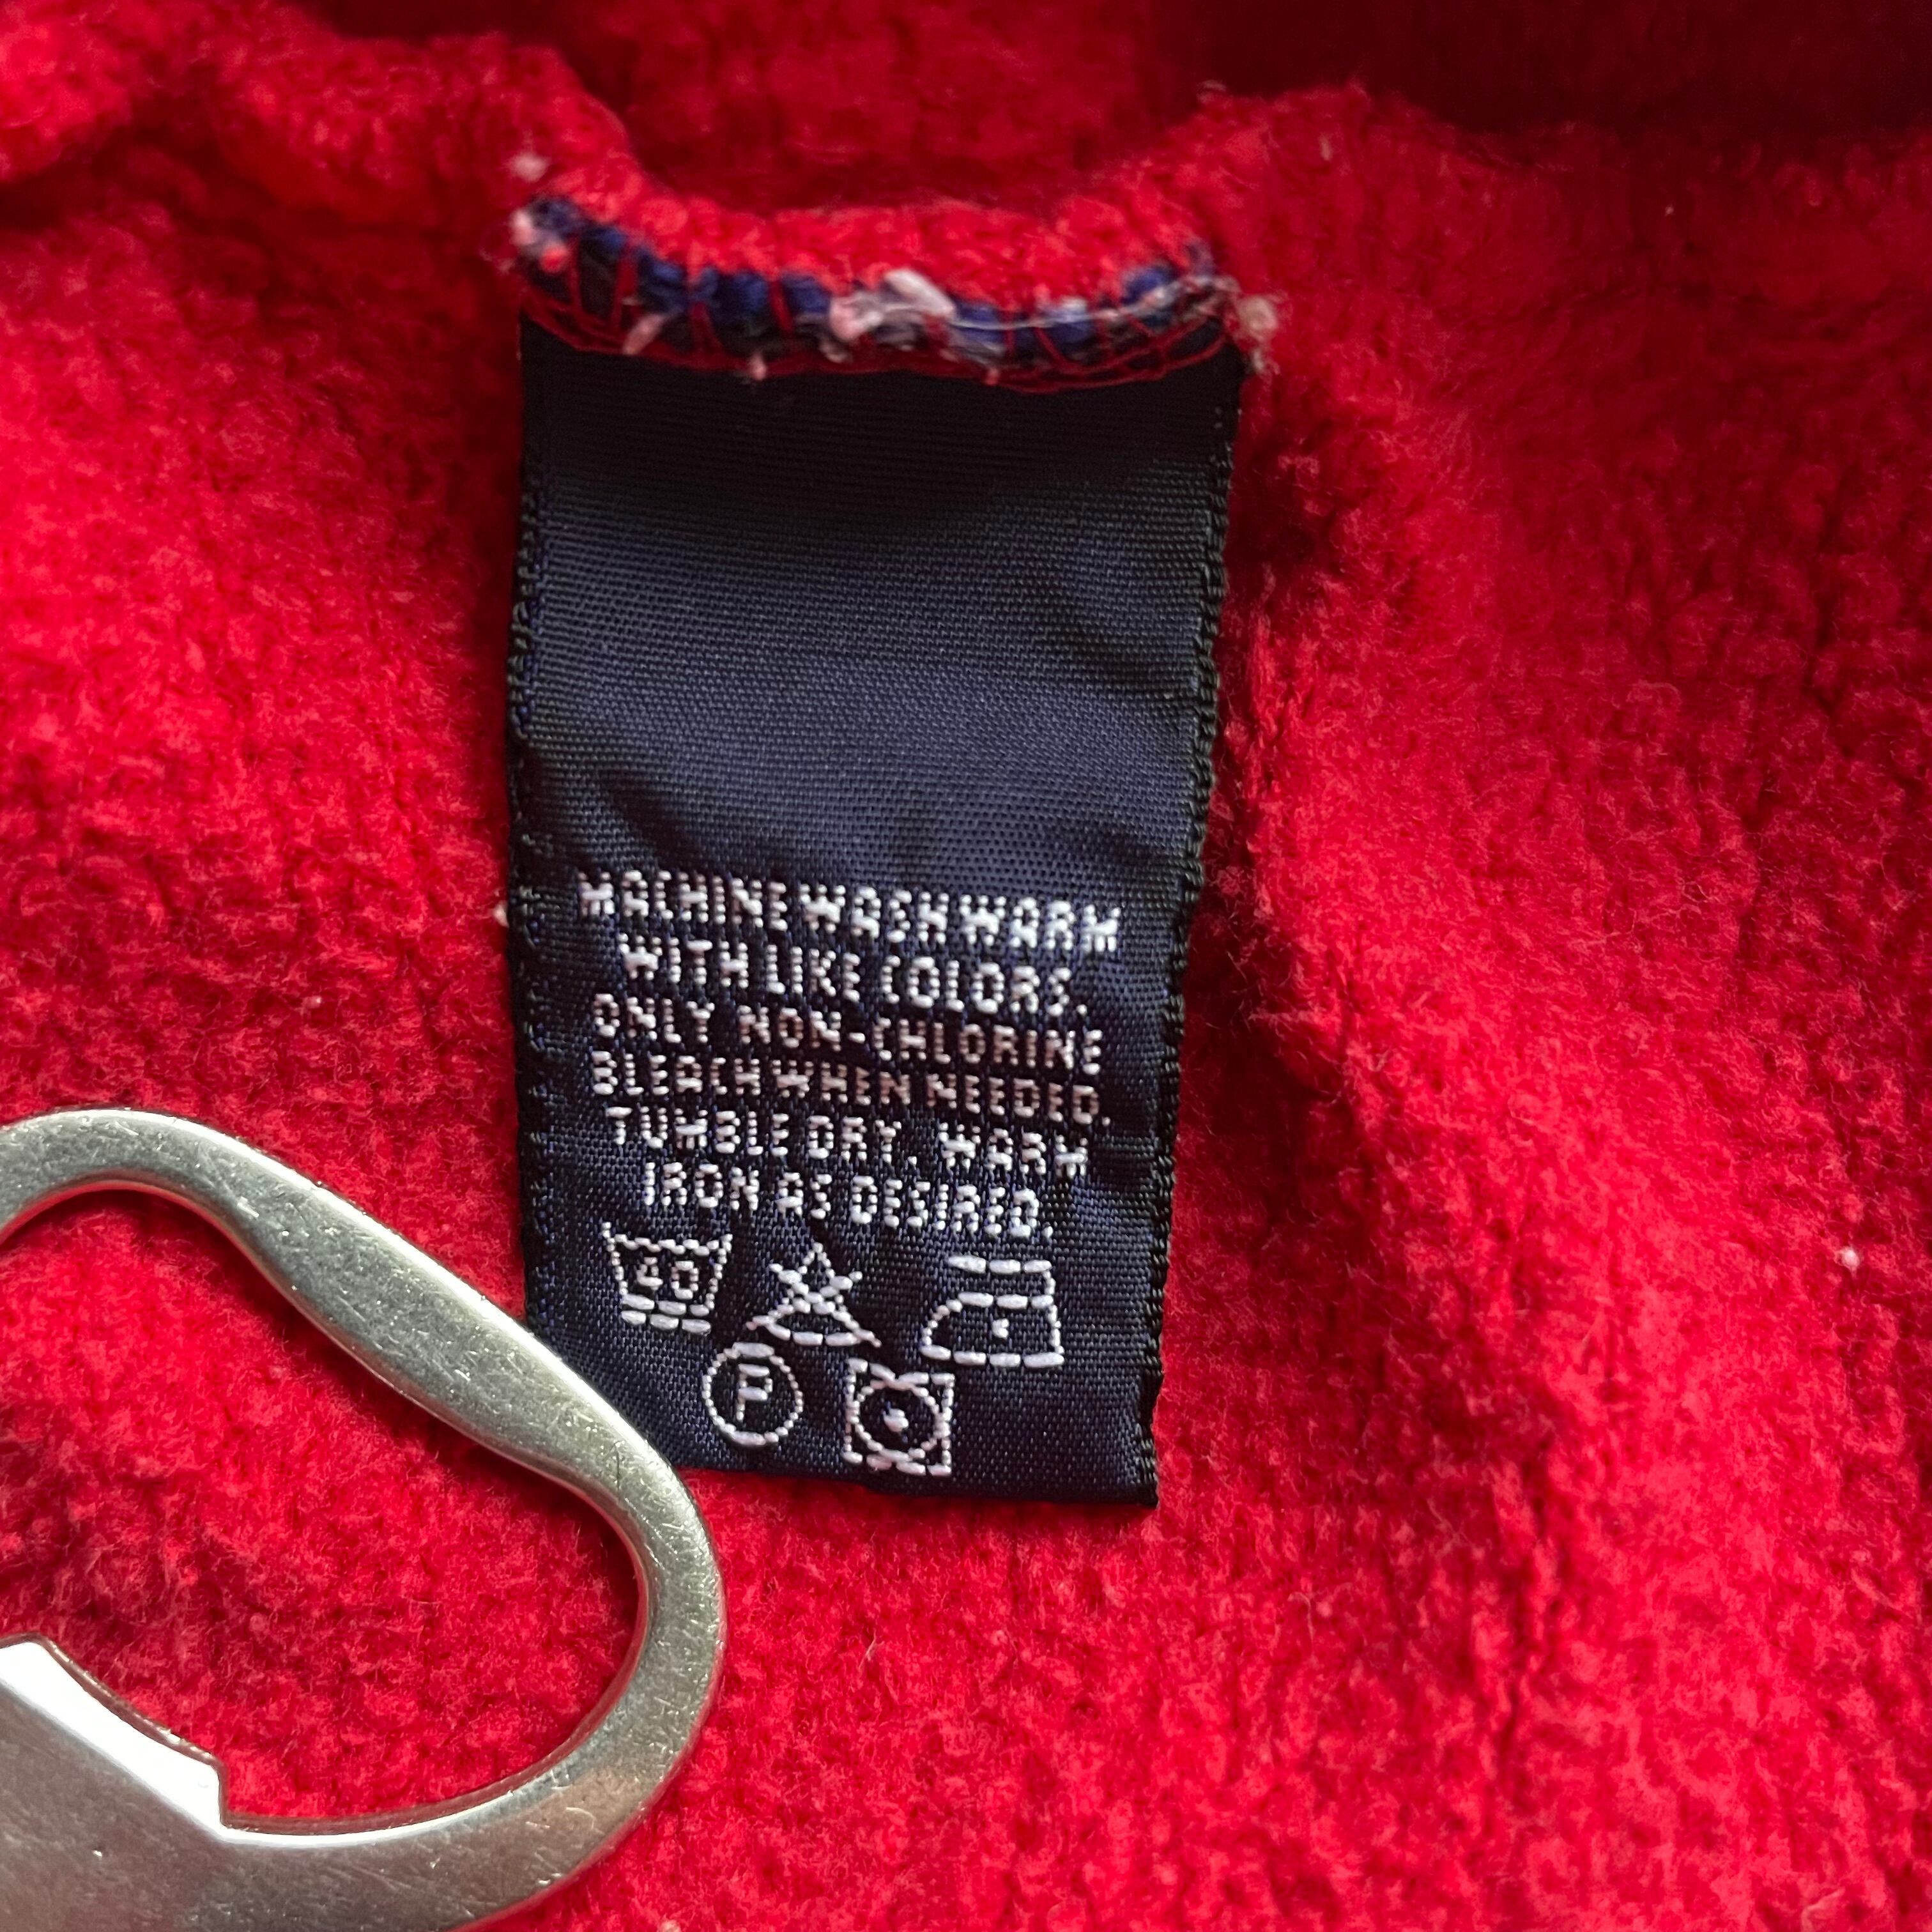 MACHINE WASH WARM
WITH LIKE COLORS.
ONLY NON-CHLORINE
BLEACH WHEN NEEDED.
TUMBLE DRY. WARM
IRON AS DESIRED.
40
P